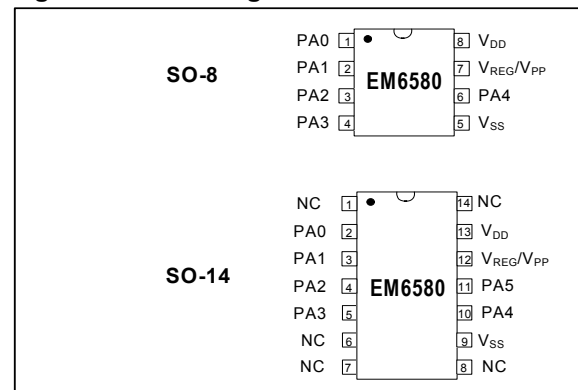 PA0 1 8 VDD
PA1 2 7 VREG/VPP
SO-8 EM6580
PA2 3 6 PA4
PA3 4 5 VSS
NC 1 14 NC
PA0 2 13 VDD
PA1 3 12 VREG/VPP
SO-14 PA2 4 EM6580 11 PA5
PA3 5 10 PA4
NC 6 9 VSS
NC 7 8 NC